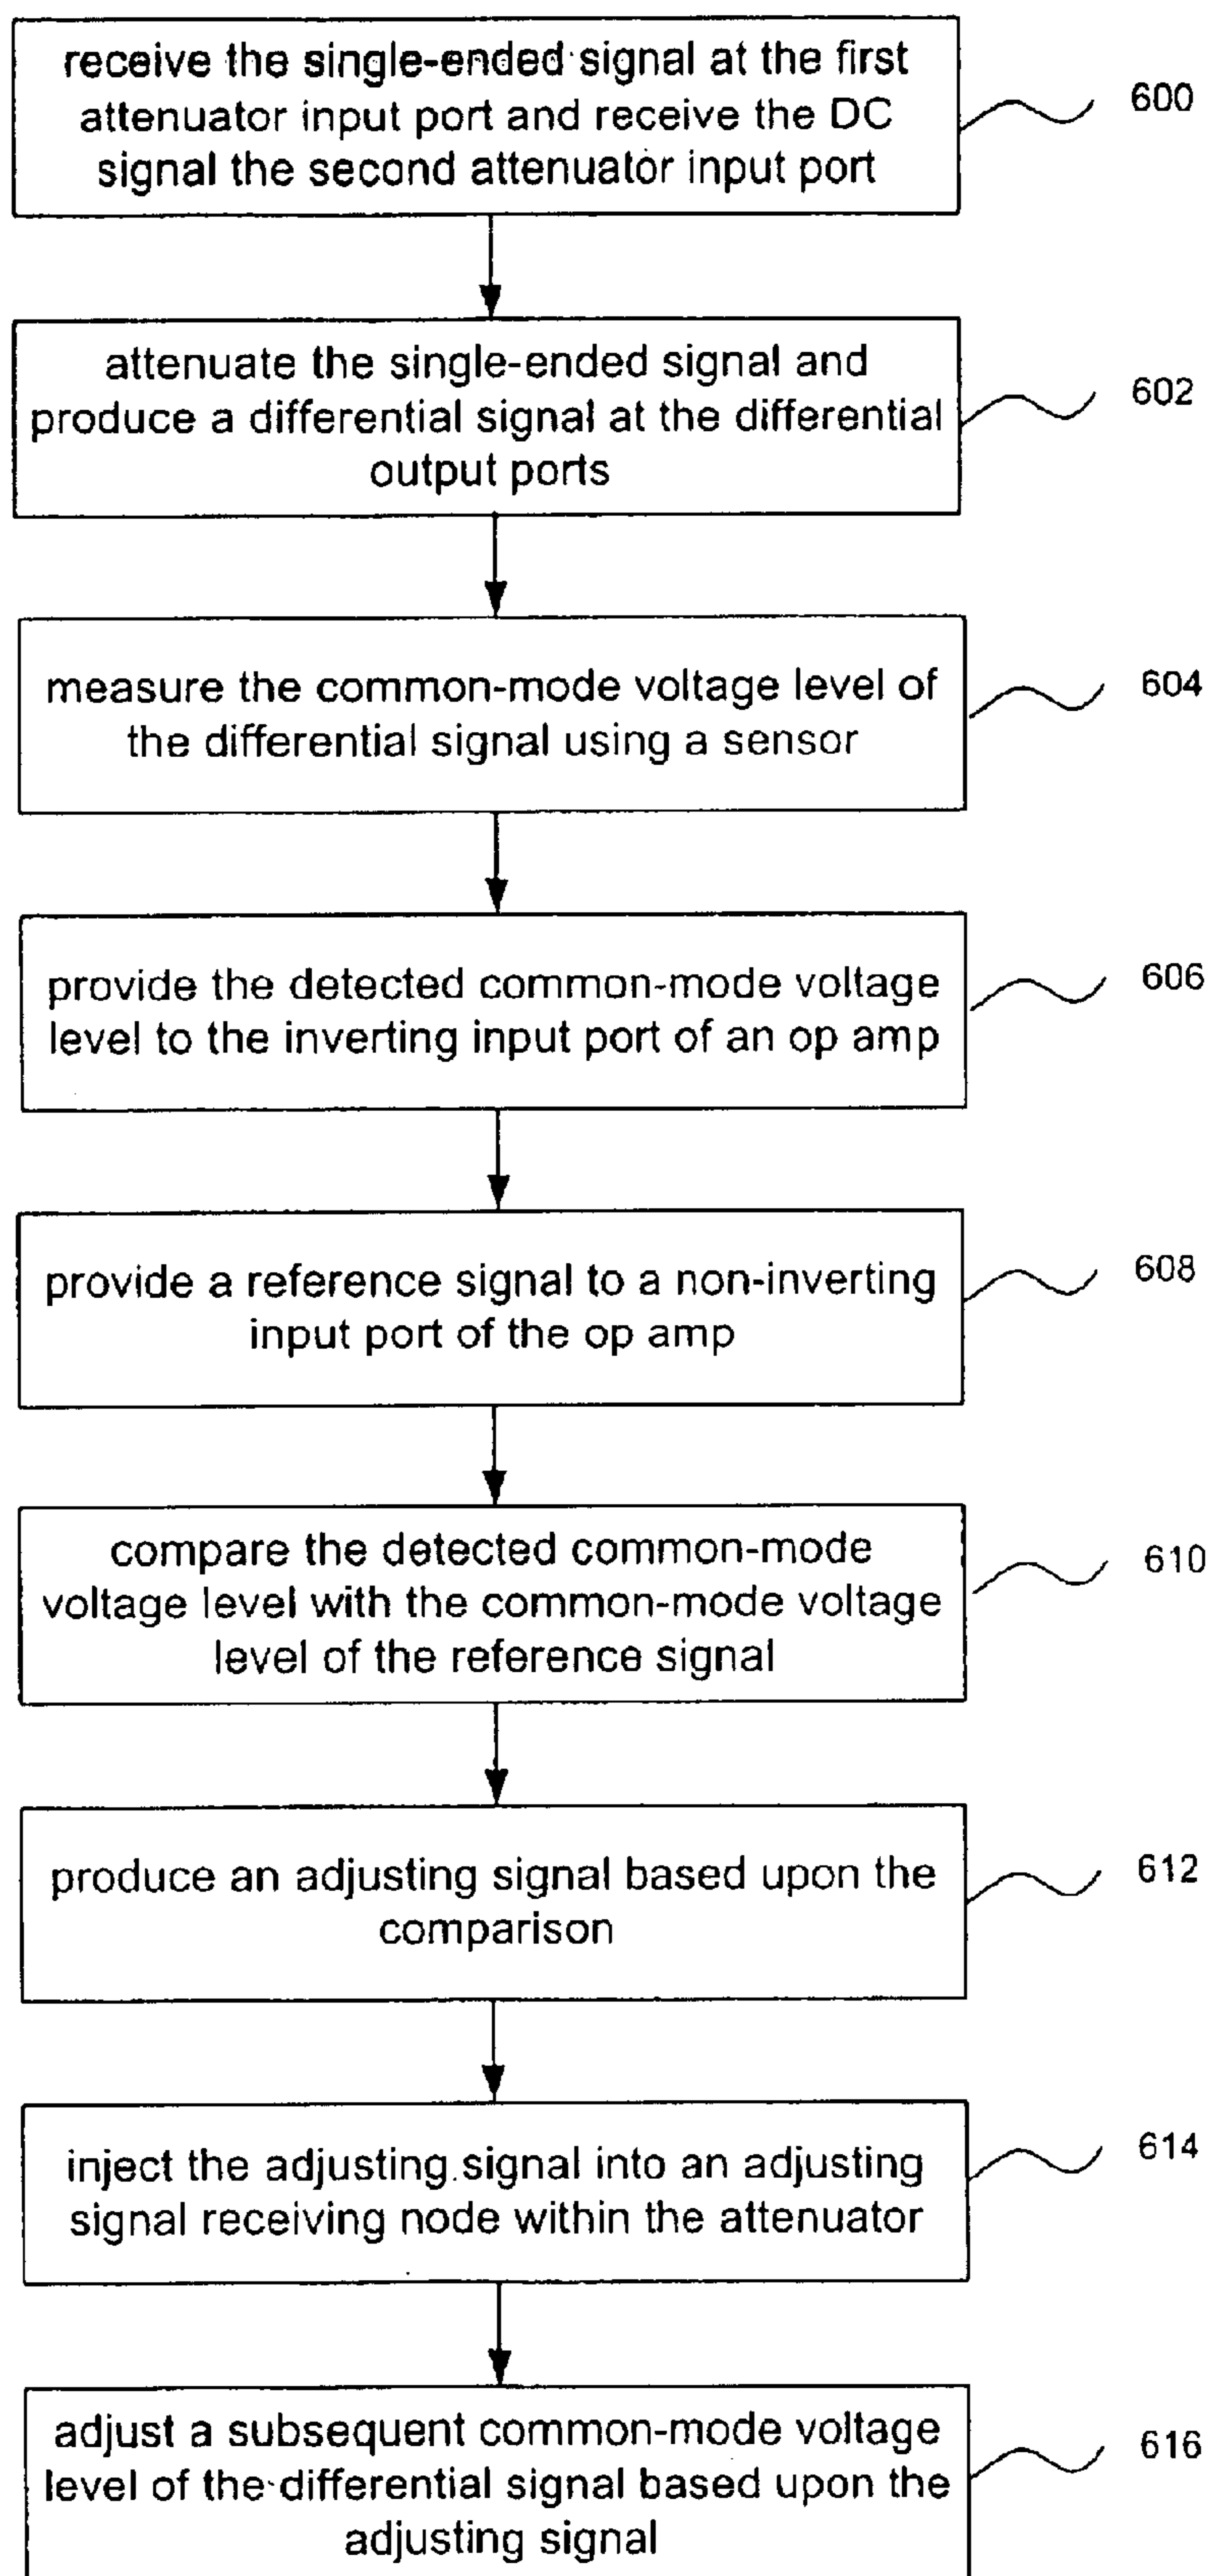 receive the single-ended signal at the first
attenuator input port and receive the DC
signal the second attenuator input port
600
attenuate the single-ended signal and
produce a differential signal at the differential
output ports
602
measure the common-mode voltage level of
the differential signal using a sensor
604
provide the detected common-mode voltage
level to the inverting input port of an op amp
606
provide a reference signal to a non-inverting
input port of the op amp
608
compare the detected common-mode
voltage level with the common-mode voltage
level of the reference signal
610
produce an adjusting signal based upon the
comparison
612
inject the adjusting signal into an adjusting
signal receiving node within the attenuator
614
adjust a subsequent common-mode voltage
level of the differential signal based upon the
adjusting signal
616